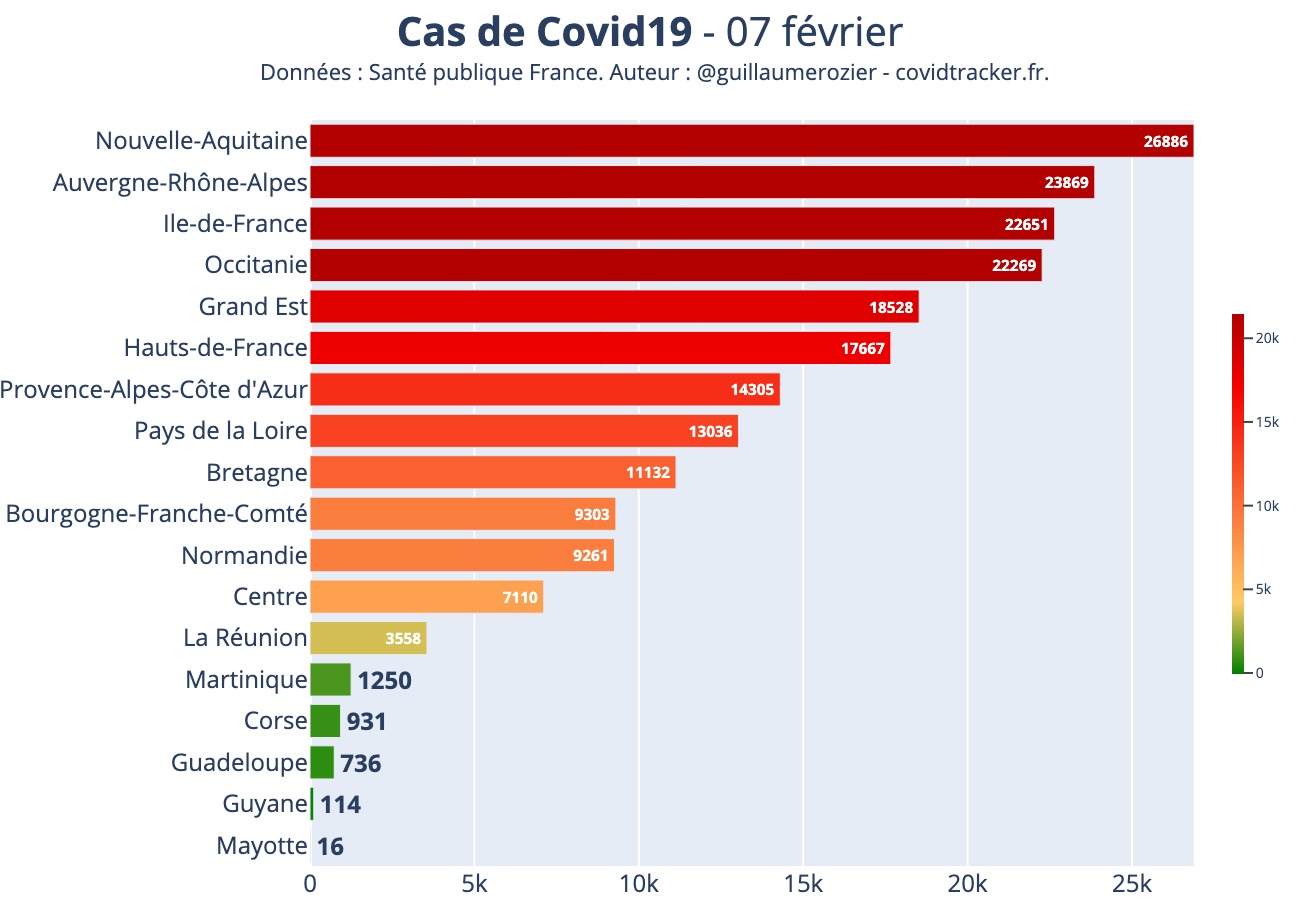 Cas de Covid19 - 07 février
Données : Santé publique France. Auteur : @guillaumerozier - covidtracker.fr.
Nouvelle-Aquitaine 26886
Auvergne-Rhône-Alpes 23869
Ile-de-France 22651
Occitanie 22269
Grand Est 18528
Hauts-de-France 17667
Provence-Alpes-Côte d'Azur 14305
Pays de la Loire 13036
Bretagne 11132
Bourgogne-Franche-Comté 9303
Normandie 9261
Centre 7110
La Réunion 3558
Martinique 1250
Corse 931
Guadeloupe 736
Guyane 114
Mayotte 16
0 5k 10k 15k 20k 25k
20k
15k
10k
5k
0